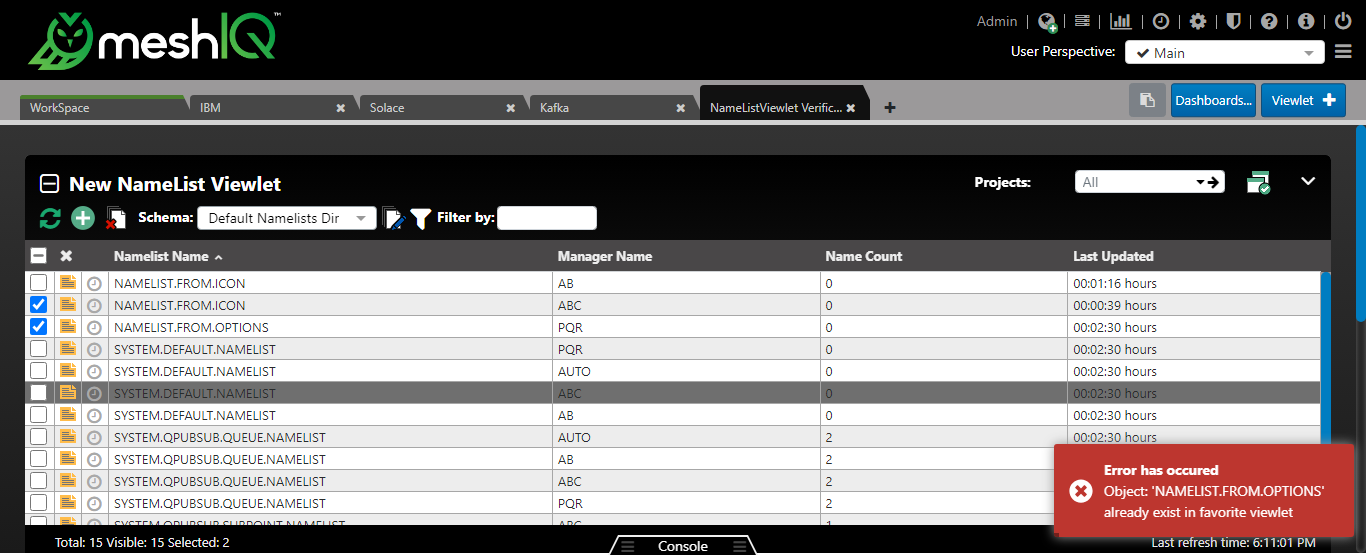 meshIQ™
Admin
User Perspective: Main
WorkSpace IBM Solace Kafka NameListViewlet Verific...
Dashboards... Viewlet
New NameList Viewlet Projects: All
Schema: Default Namelists Dir Filter by:
Namelist Name Manager Name Name Count Last Updated
NAMELIST.FROM.ICON AB 0 00:01:16 hours
NAMELIST.FROM.ICON ABC 0 00:00:39 hours
NAMELIST.FROM.OPTIONS PQR 0 00:02:30 hours
SYSTEM.DEFAULT.NAMELIST PQR 0 00:02:30 hours
SYSTEM.DEFAULT.NAMELIST AUTO 0 00:02:30 hours
SYSTEM.DEFAULT.NAMELIST ABC 0 00:02:30 hours
SYSTEM.DEFAULT.NAMELIST AB 0 00:02:30 hours
SYSTEM.QPUBSUB.QUEUE.NAMELIST AUTO 2 00:02:30 hours
SYSTEM.QPUBSUB.QUEUE.NAMELIST AB 2
SYSTEM.QPUBSUB.QUEUE.NAMELIST ABC 2
SYSTEM.QPUBSUB.QUEUE.NAMELIST PQR 2
SYSTEM.QPUBSUB.SUBPOINT.NAMELIST ABC 1
Error has occured
Object: 'NAMELIST.FROM.OPTIONS'
already exist in favorite viewlet
Total: 15 Visible: 15 Selected: 2 Console Last refresh time: 6:11:01 PM